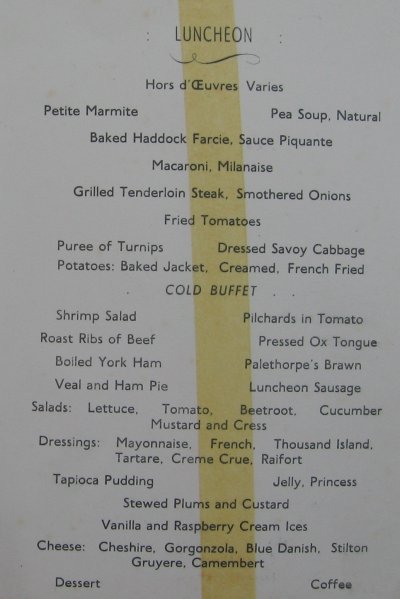 : LUNCHEON :
Hors d'Œuvres Varies
Petite Marmite Pea Soup, Natural
Baked Haddock Farcie, Sauce Piquante
Macaroni, Milanaise
Grilled Tenderloin Steak, Smothered Onions
Fried Tomatoes
Puree of Turnips Dressed Savoy Cabbage
Potatoes: Baked Jacket, Creamed, French Fried
. COLD BUFFET . .
Shrimp Salad Pilchards in Tomato
Roast Ribs of Beef Pressed Ox Tongue
Boiled York Ham Palethorpe's Brawn
Veal and Ham Pie Luncheon Sausage
Salads: Lettuce, Tomato, Beetroot, Cucumber
Mustard and Cress
Dressings: Mayonnaise, French, Thousand Island,
Tartare, Creme Crue, Raifort
Tapioca Pudding Jelly, Princess
Stewed Plums and Custard
Vanilla and Raspberry Cream Ices
Cheese: Cheshire, Gorgonzola, Blue Danish, Stilton
Gruyere, Camembert
Dessert Coffee